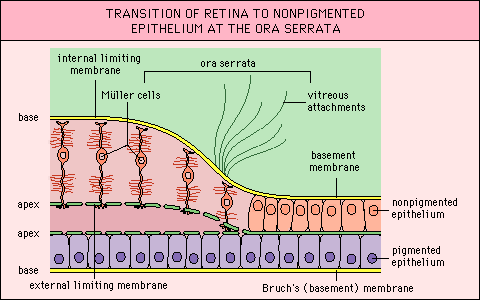 TRANSITION OF RETINA TO NONPIGMENTED
EPITHELIUM AT THE ORA SERRATA
internal limiting
membrane
ora serrata
Müller cells
vitreous
attachments
base
basement
membrane
apex
nonpigmented
epithelium
apex
pigmented
epithelium
base
external limiting membrane
Bruch's (basement) membrane